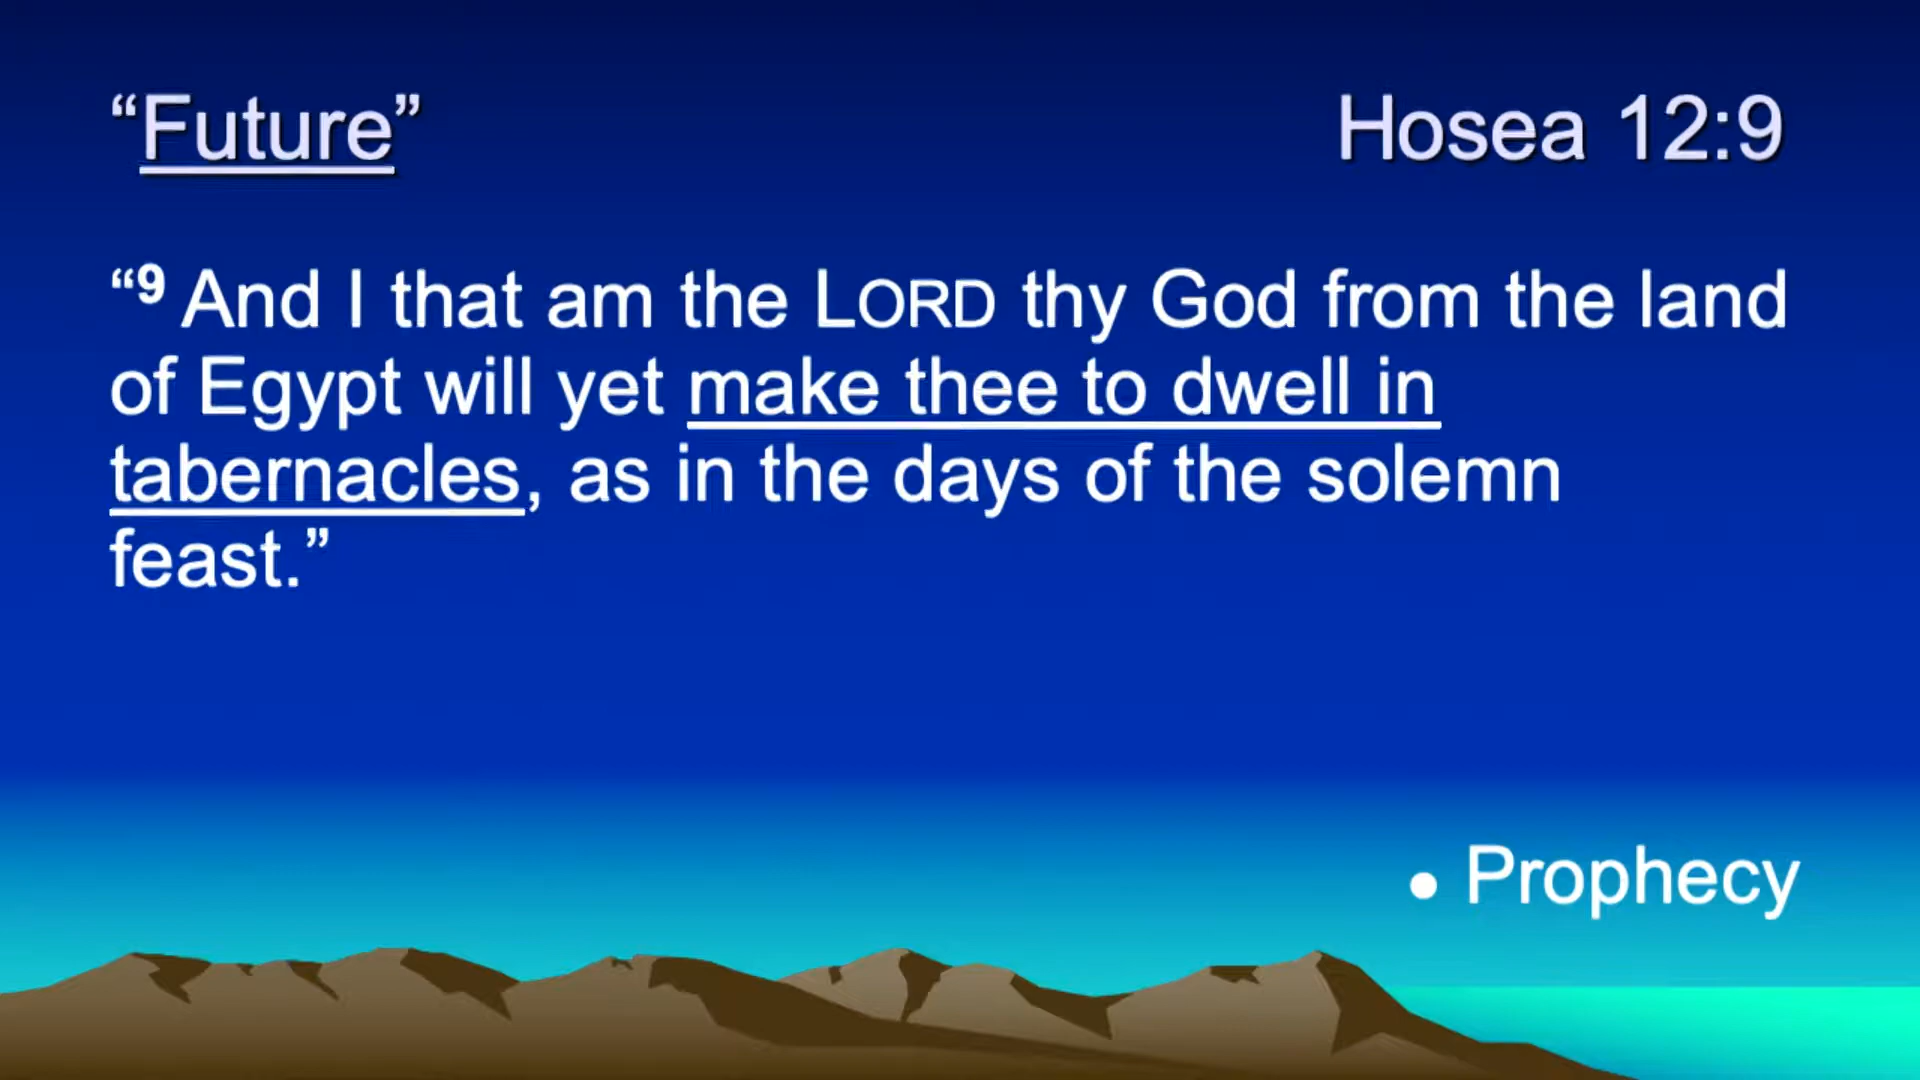 “Future” Hosea 12:9
“9 And I that am the LORD thy God from the land
of Egypt will yet make thee to dwell in
tabernacles, as in the days of the solemn
feast.”
• Prophecy